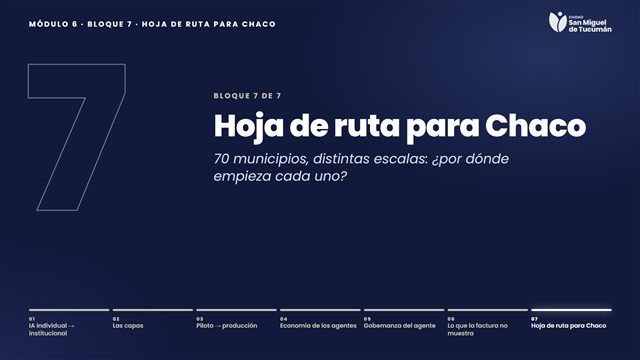 MÓDULO 6 · BLOQUE 7 · HOJA DE RUTA PARA CHACO
CIUDAD
San Miguel
de Tucumán
7
BLOQUE 7 DE 7
Hoja de ruta para Chaco
70 municipios, distintas escalas: ¿por dónde
empieza cada uno?
01
IA individual →
institucional
02
Las capas
03
Piloto → producción
04
Economía de los agentes
05
Gobernanza del agente
06
Lo que la factura no
muestra
07
Hoja de ruta para Chaco